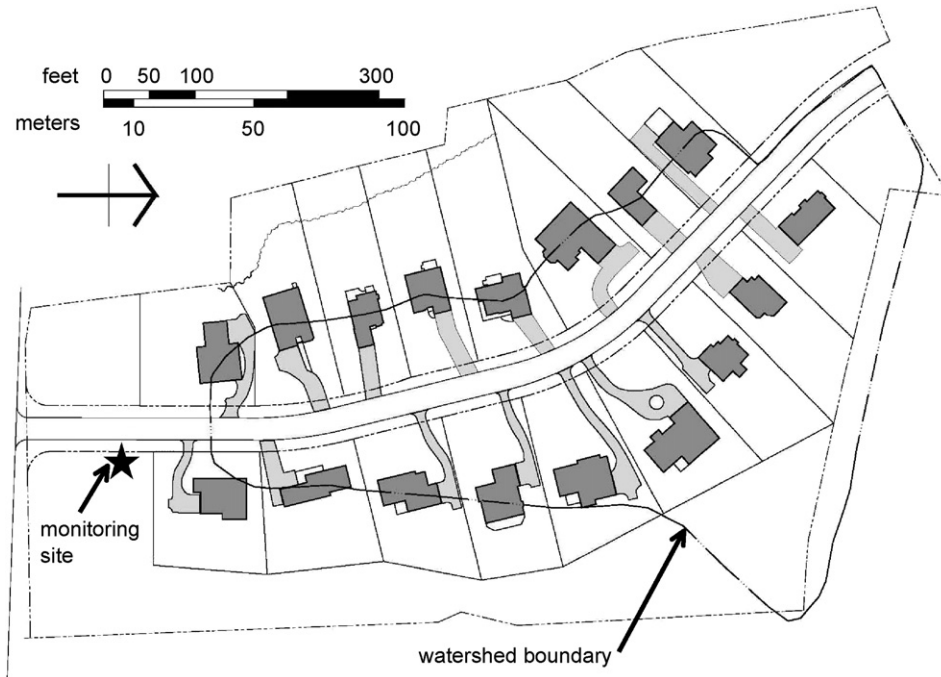 feet 0 50 100 300
meters 10 50 100
monitoring
site
watershed boundary